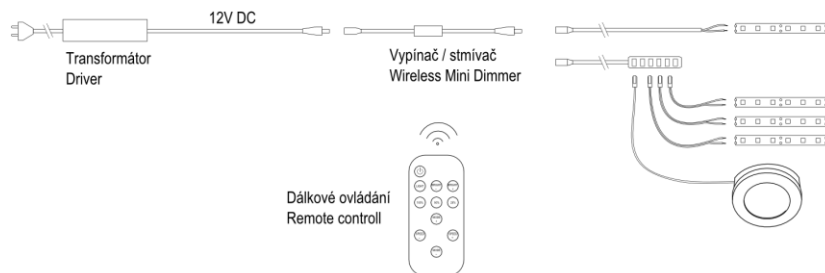 12V DC
Transformátor
Driver
Vypínač / stmívač
Wireless Mini Dimmer
Dálkové ovládání
Remote controll